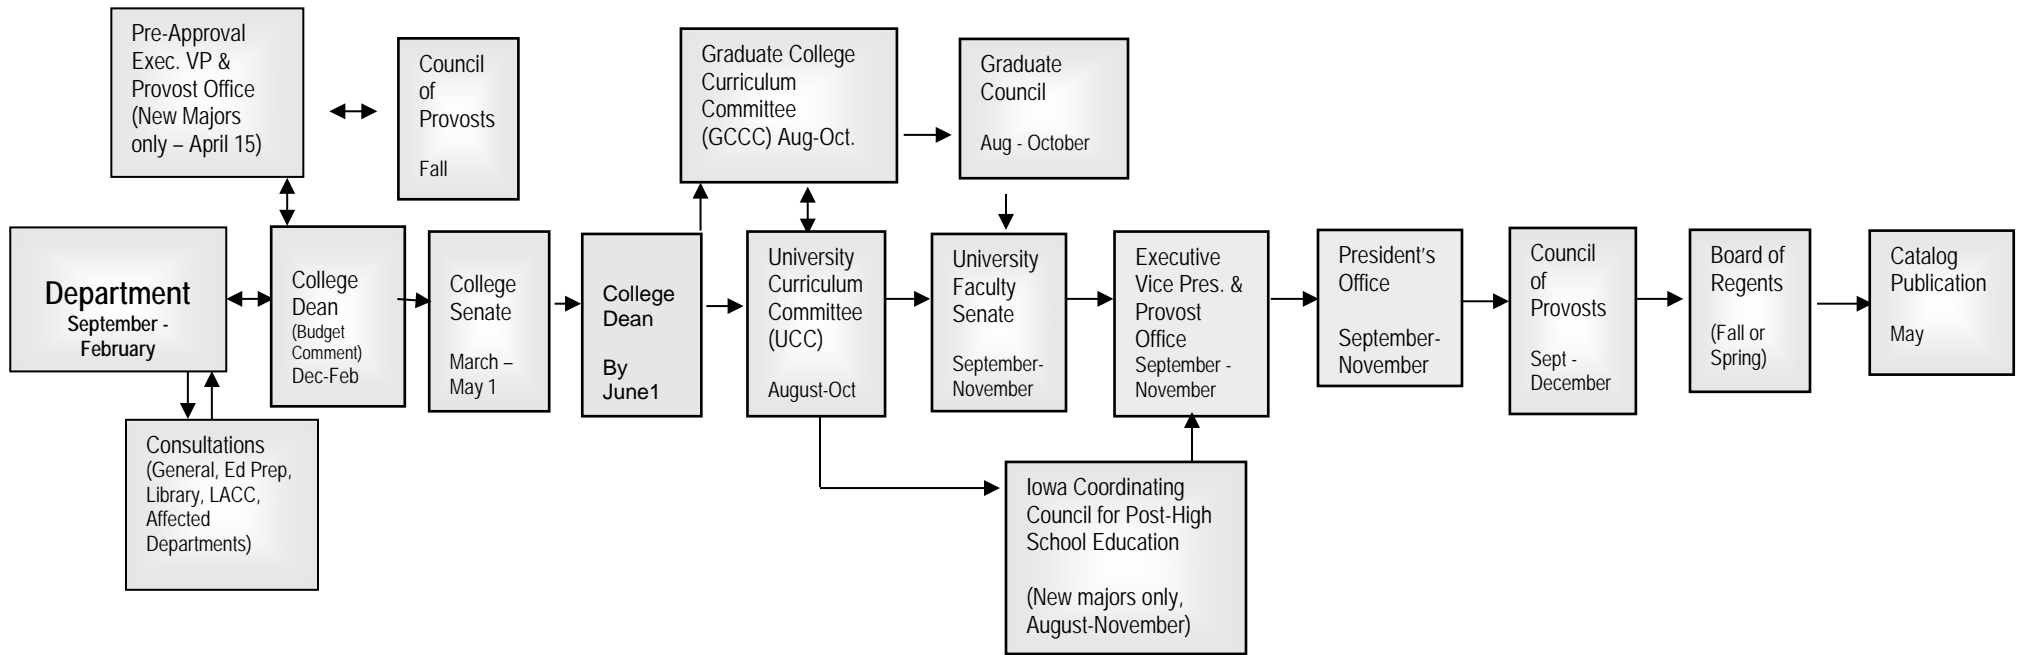 Pre-Approval
Exec. VP &
Provost Office
(New Majors
only – April 15)
Council
of
Provosts
Fall
Graduate College
Curriculum
Committee
(GCCC) Aug-Oct.
Graduate
Council
Aug - October
Department
September -
February
College
Dean
(Budget
Comment)
Dec-Feb
College
Senate
March –
May 1
College
Dean
By
June1
University
Curriculum
Committee
(UCC)
August-Oct
University
Faculty
Senate
September-
November
Executive
Vice Pres. &
Provost
Office
September -
November
President's
Office
September-
November
Council
of
Provosts
Sept -
December
Board of
Regents
(Fall or
Spring)
Catalog
Publication
May
Consultations
(General, Ed Prep,
Library, LACC,
Affected
Departments)
Iowa Coordinating
Council for Post-High
School Education
(New majors only,
August-November)